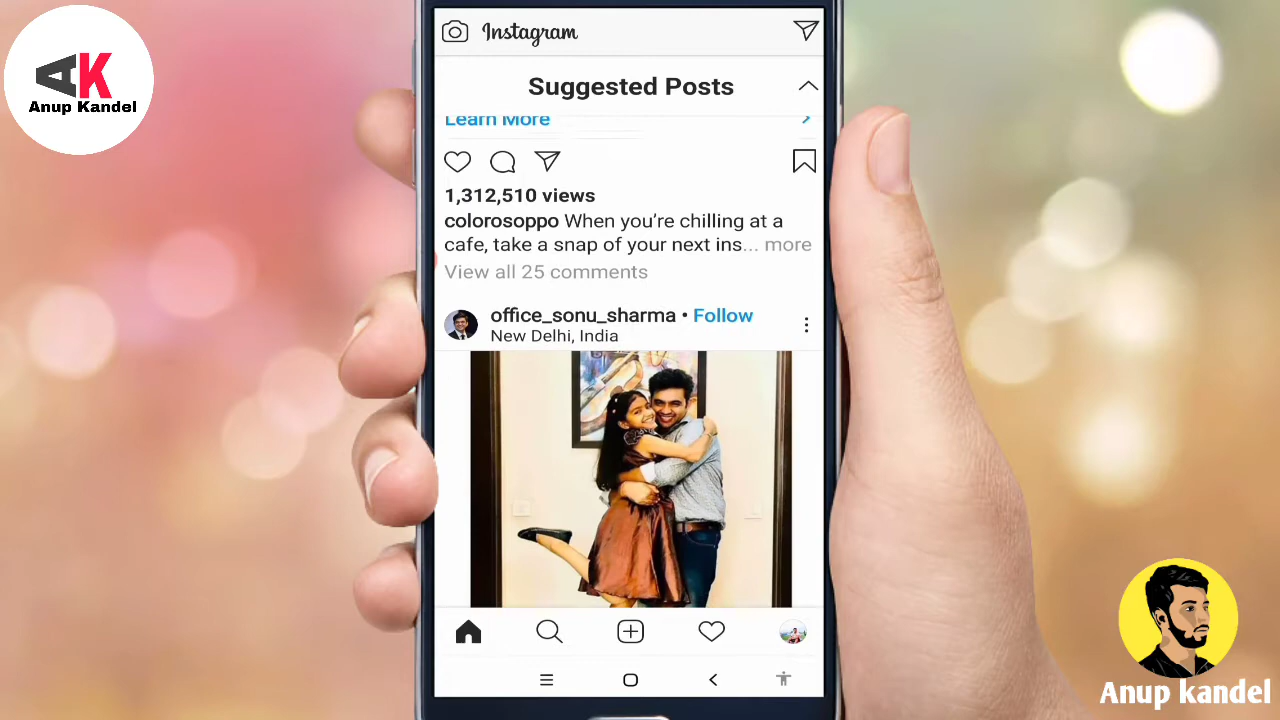 AK
Anup Kandel
Instagram
Suggested Posts
Learn More
1,312,510 views
colorosoppo When you're chilling at a
cafe, take a snap of your next ins... more
View all 25 comments
office_sonu_sharma • Follow
New Delhi, India
Anup kandel